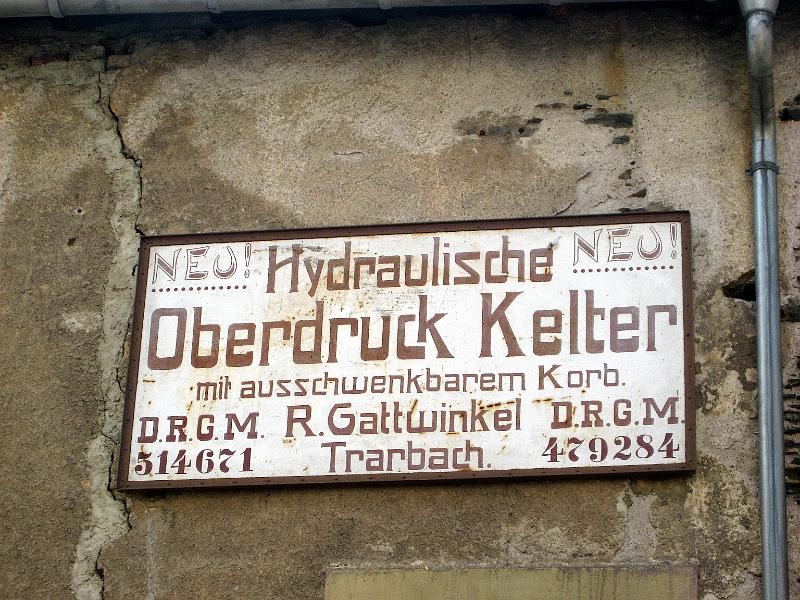 NEU! Hydraulische NEU!
Oberdruck Kelter
mit ausschwenkbarem Korb.
D.R.G.M. R. Gattwinkel D.R.G.M.
514671 Trarbach. 479284